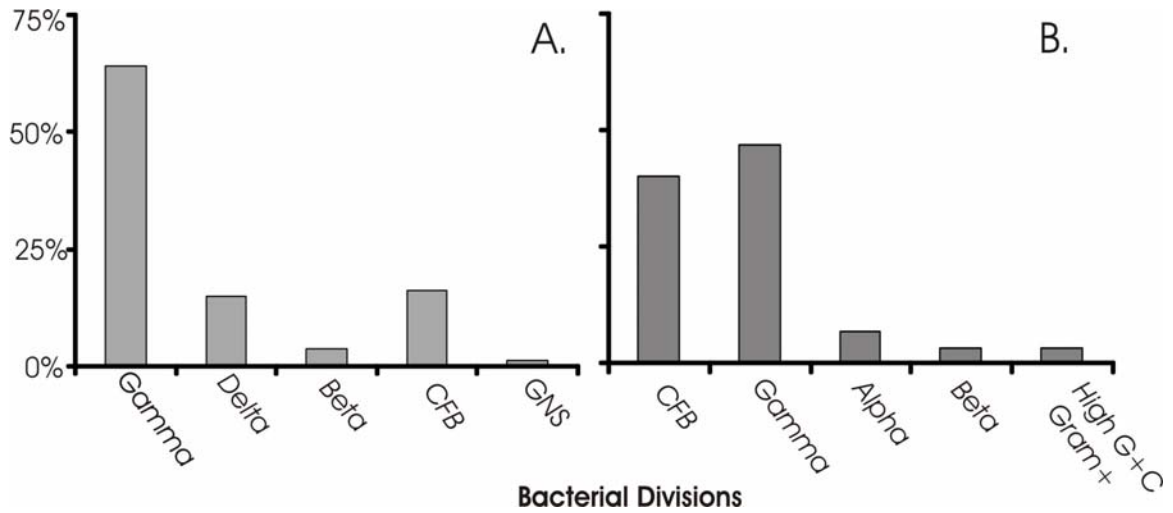 75%
50%
25%
0%
A.
Gamma
Delta
Beta
CFB
GNS
B.
CFB
Gamma
Alpha
Beta
High G+C
Gram+
Bacterial Divisions